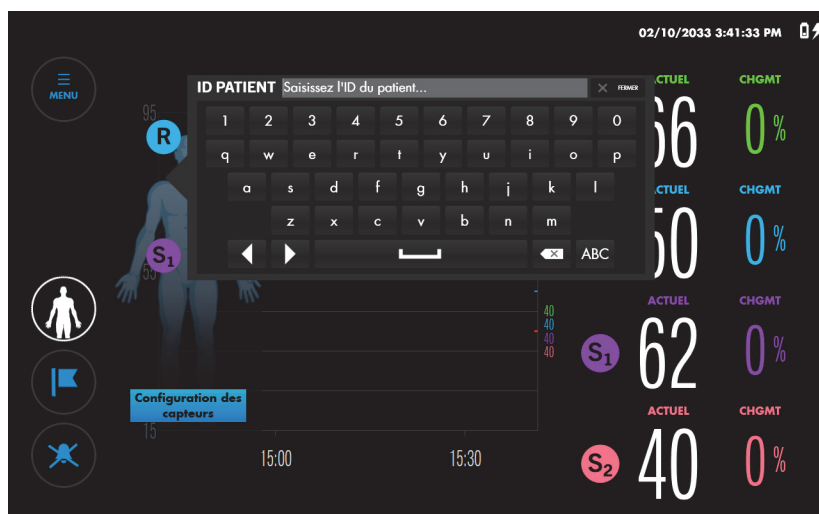 02/10/2033 3:41:33 PM
MENU
ID PATIENT Saisissez l'ID du patient... FERMER
1 2 3 4 5 6 7 8 9 0
q w e r t y u i o p
a s d f g h j k l
z x c v b n m
ABC
95
R
S1
55
15
Configuration des
capteurs
15:00 15:30
40
40
40
40
ACTUEL CHGMT
66 0 %
ACTUEL CHGMT
0 %
ACTUEL CHGMT
S1 62 0 %
ACTUEL CHGMT
S2 40 0 %